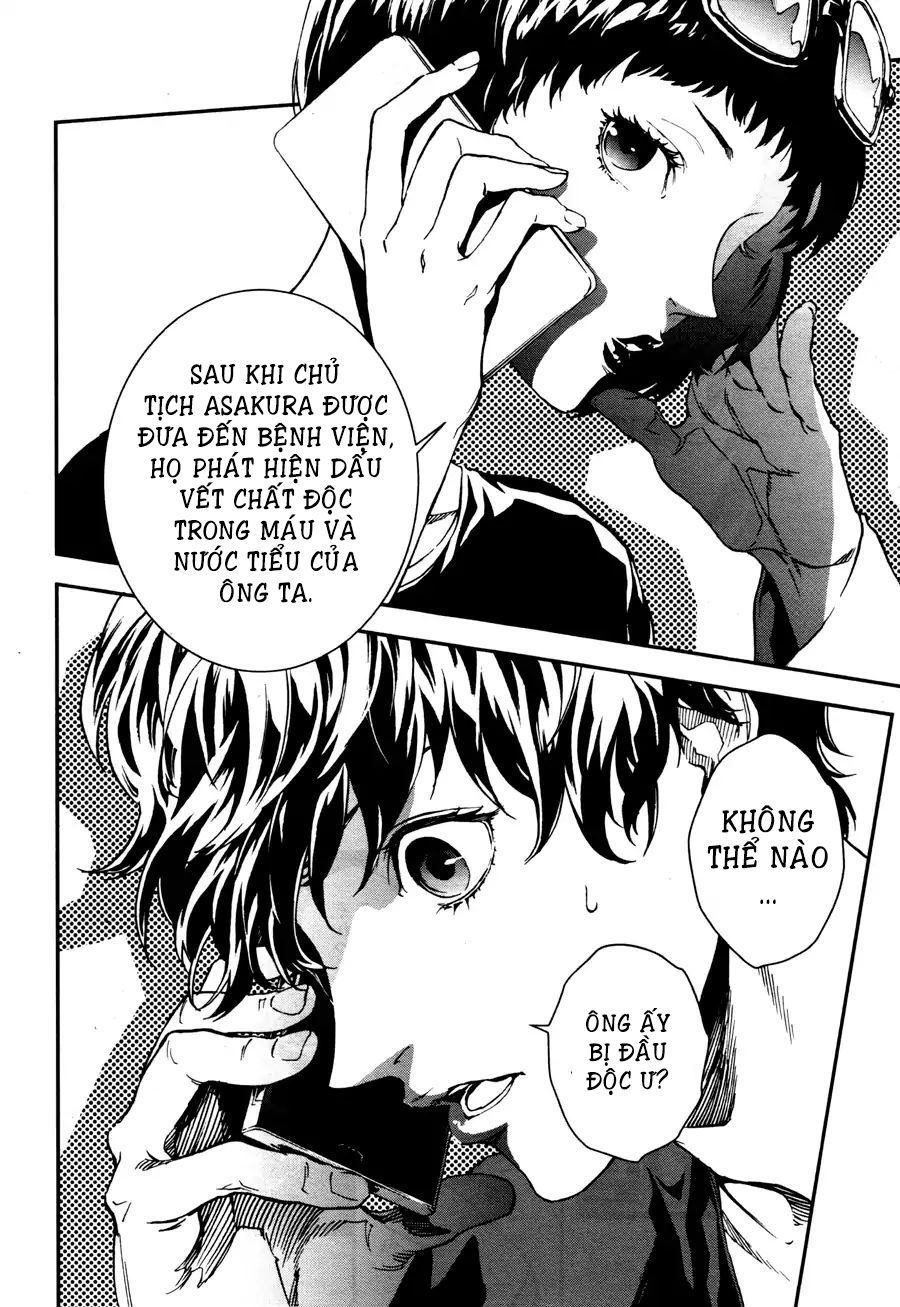 SAU KHI CHỦ
TỊCH ASAKURA ĐƯỢC
ĐƯA ĐẾN BỆNH VIỆN,
HỌ PHÁT HIỆN DẤU
VẾT CHẤT ĐỘC
TRONG MÁU VÀ
NƯỚC TIỂU CỦA
ÔNG TA.
KHÔNG
THỂ NÀO
...
ÔNG ẤY
BỊ ĐẦU
ĐỘC Ư?